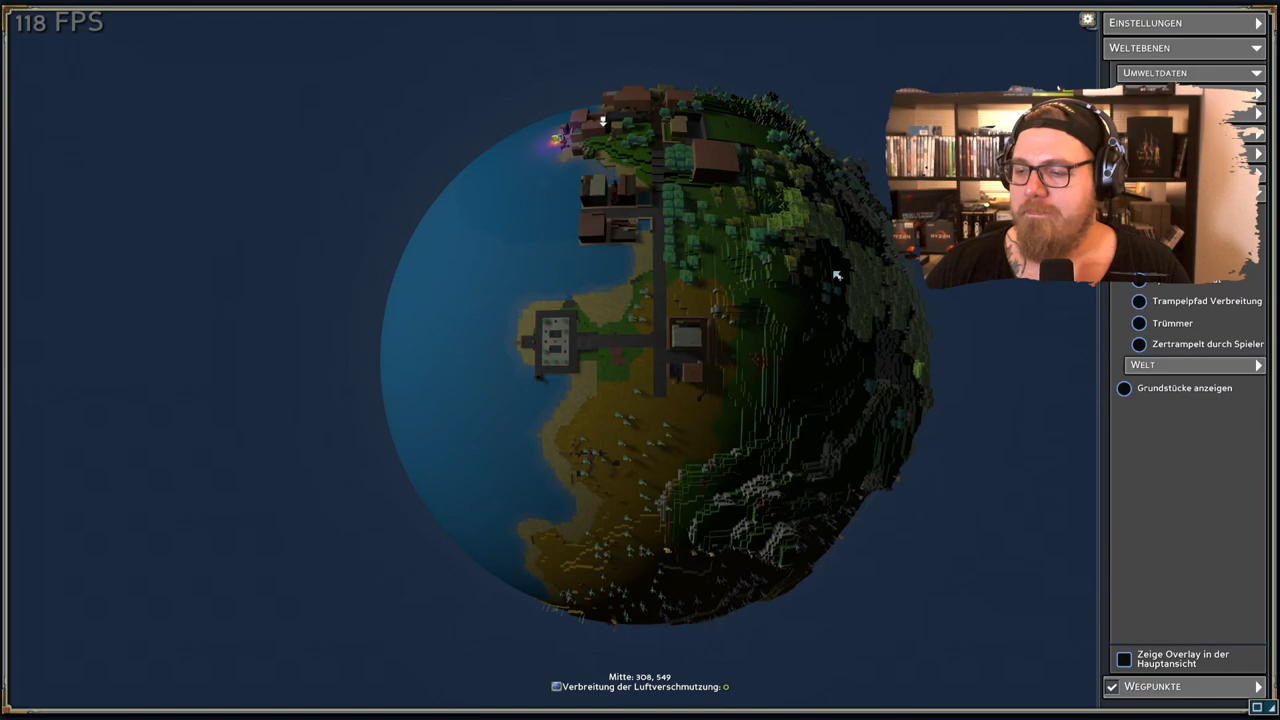 118 FPS
EINSTELLUNGEN
WELTEBENEN
UMWELTDATEN
Trampelpfad Verbreitung
Trümmer
Zertrampelt durch Spieler
WELT
Grundstücke anzeigen
Zeige Overlay in der
Hauptansicht
WEGPUNKTE
Mitte: 308, 549
Verbreitung der Luftverschmutzung: 0